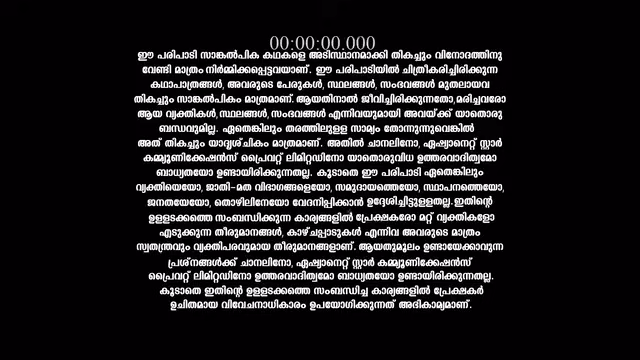 00:00:00.000
ഈ പരിപാടി സാങ്കൽപിക കഥകളെ അടിസ്ഥാനമാക്കി തികച്ചും വിനോദത്തിനു
വേണ്ടി മാത്രം നിർമ്മിക്കപ്പെട്ടവയാണ്. ഈ പരിപാടിയിൽ ചിത്രീകരിച്ചിരിക്കുന്ന
കഥാപാത്രങ്ങൾ, അവരുടെ പേരുകൾ, സ്ഥലങ്ങൾ, സംഭവങ്ങൾ മുതലായവ
തികച്ചും സാങ്കൽപികം മാത്രമാണ്. ആയതിനാൽ ജീവിച്ചിരിക്കുന്നതോ,മരിച്ചവരോ
ആയ വ്യക്തികൾ,സ്ഥലങ്ങൾ,സംഭവങ്ങൾ എന്നിവയുമായി അവയ്ക്ക് യാതൊരു
ബന്ധവുമില്ല. ഏതെങ്കിലും തരത്തിലുളള സാമ്യം തോന്നുന്നുവെങ്കിൽ
അത് തികച്ചും യാദൃശ്ചികം മാത്രമാണ്. അതിൽ ചാനലിനോ, ഏഷ്യാനെറ്റ് സ്റ്റാർ
കമ്മ്യൂണിക്കേഷൻസ് പ്രൈവറ്റ് ലിമിറ്റഡിനോ യാതൊരുവിധ ഉത്തരവാദിത്വമോ
ബാധ്യതയോ ഉണ്ടായിരിക്കുന്നതല്ല. കൂടാതെ ഈ പരിപാടി ഏതെങ്കിലും
വ്യക്തിയെയോ, ജാതി-മത വിഭാഗങ്ങളെയോ, സമുദായത്തെയോ, സ്ഥാപനത്തെയോ,
ജനതയേയോ, തൊഴിലിനേയോ വേദനിപ്പിക്കാൻ ഉദ്ദേശിച്ചിട്ടുളളതല്ല.ഇതിന്റെ
ഉളളടക്കത്തെ സംബന്ധിക്കുന്ന കാര്യങ്ങളിൽ പ്രേക്ഷകരോ മറ്റ് വ്യക്തികളോ
എടുക്കുന്ന തീരുമാനങ്ങൾ, കാഴ്ചപ്പാടുകൾ എന്നിവ അവരുടെ മാത്രം
സ്വതന്ത്രവും വ്യക്തിപരവുമായ തീരുമാനങ്ങളാണ്. ആയതുമൂലം ഉണ്ടായേക്കാവുന്ന
പ്രശ്നങ്ങൾക്ക് ചാനലിനോ, ഏഷ്യാനെറ്റ് സ്റ്റാർ കമ്മ്യൂണിക്കേഷൻസ്
പ്രൈവറ്റ് ലിമിറ്റഡിനോ ഉത്തരവാദിത്വമോ ബാധ്യതയോ ഉണ്ടായിരിക്കുന്നതല്ല.
കൂടാതെ ഇതിന്റെ ഉളളടക്കത്തെ സംബന്ധിച്ച കാര്യങ്ങളിൽ പ്രേക്ഷകർ
ഉചിതമായ വിവേചനാധികാരം ഉപയോഗിക്കുന്നത് അഭികാമ്യമാണ്.